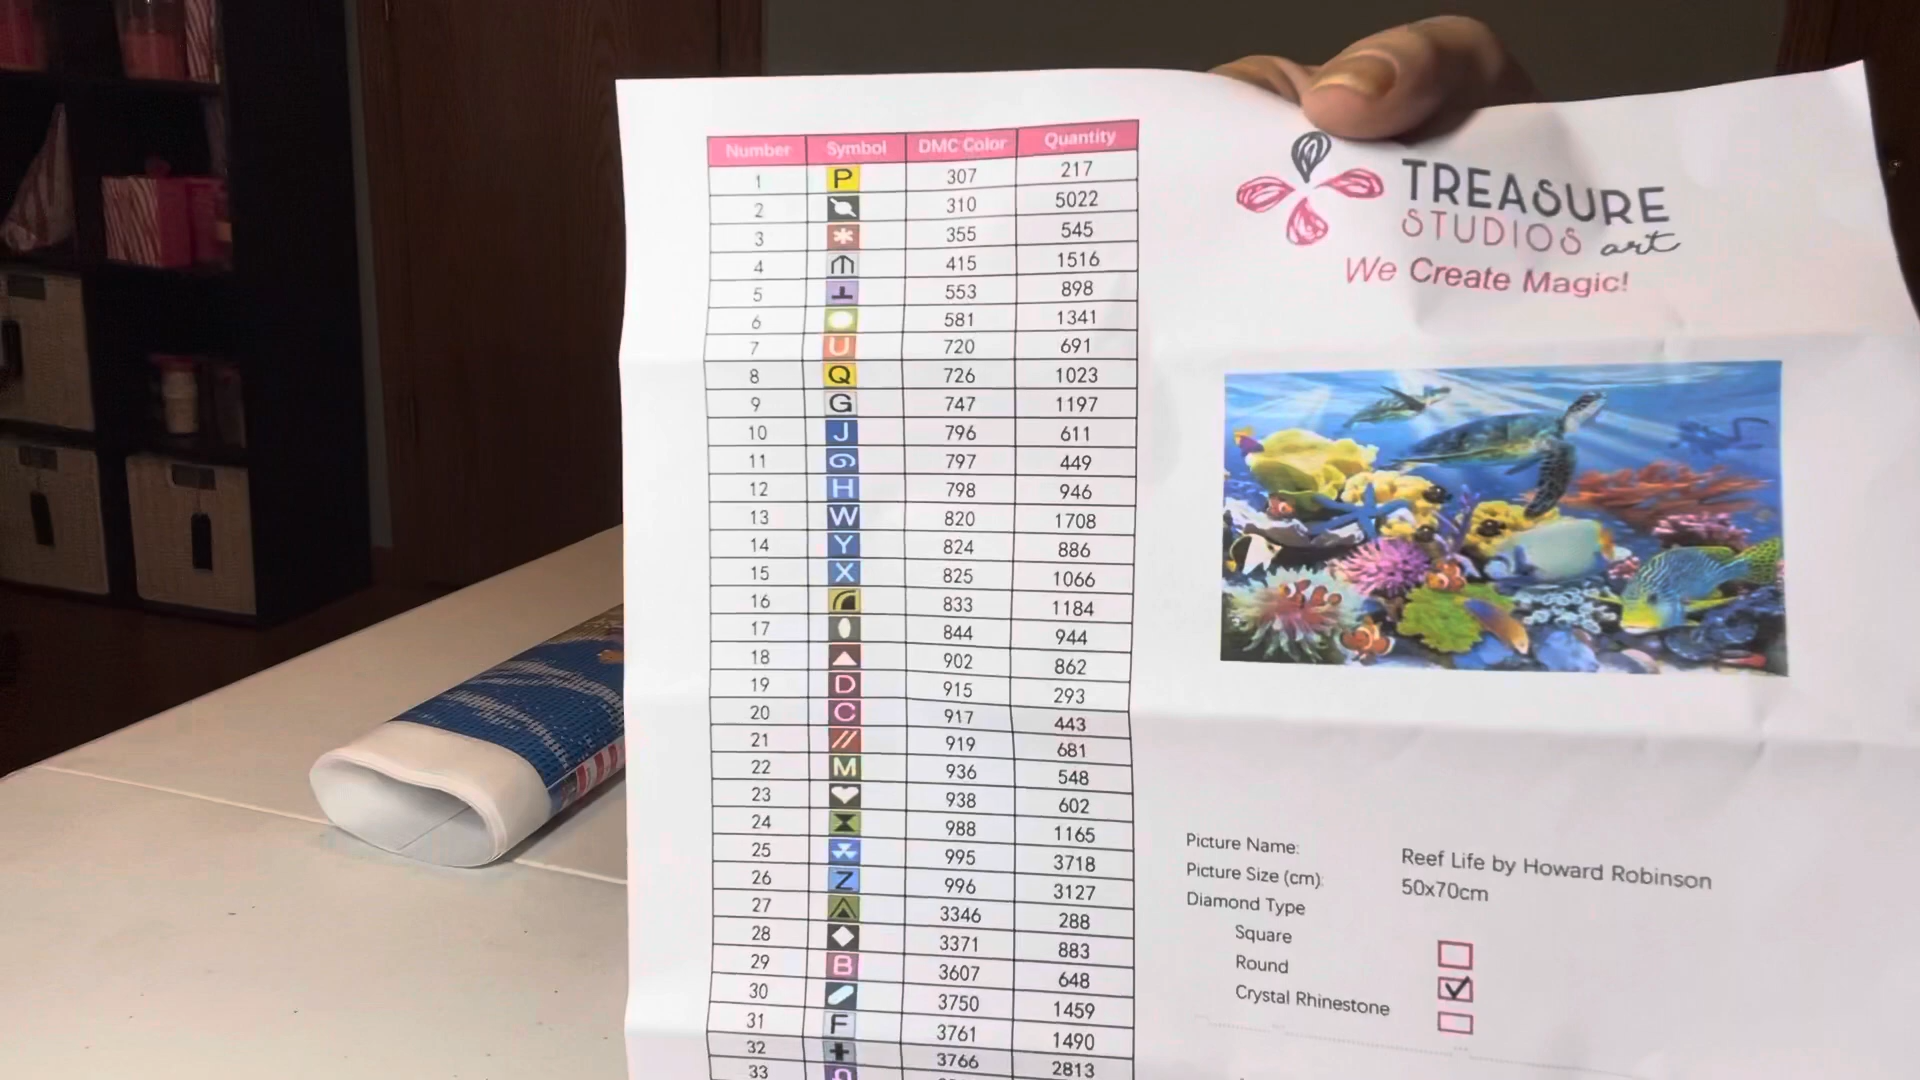 Number Symbol DMC Color Quantity
1 P 307 217
2 310 5022
3 355 545
4 415 1516
5 553 898
6 581 1341
7 U 720 691
8 Q 726 1023
9 G 747 1197
10 J 796 611
11 797 449
12 H 798 946
13 W 820 1708
14 Y 824 886
15 X 825 1066
16 833 1184
17 844 944
18 902 862
19 D 915 293
20 C 917 443
21 // 919 681
22 M 936 548
23 938 602
24 988 1165
25 995 3718
26 Z 996 3127
27 3346 288
28 3371 883
29 B 3607 648
30 3750 1459
31 F 3761 1490
32 3766 2813
33
TREASURE
STUDIOS art
We Create Magic!
Picture Name: Reef Life by Howard Robinson
Picture Size (cm): 50x70cm
Diamond Type
Square
Round
Crystal Rhinestone